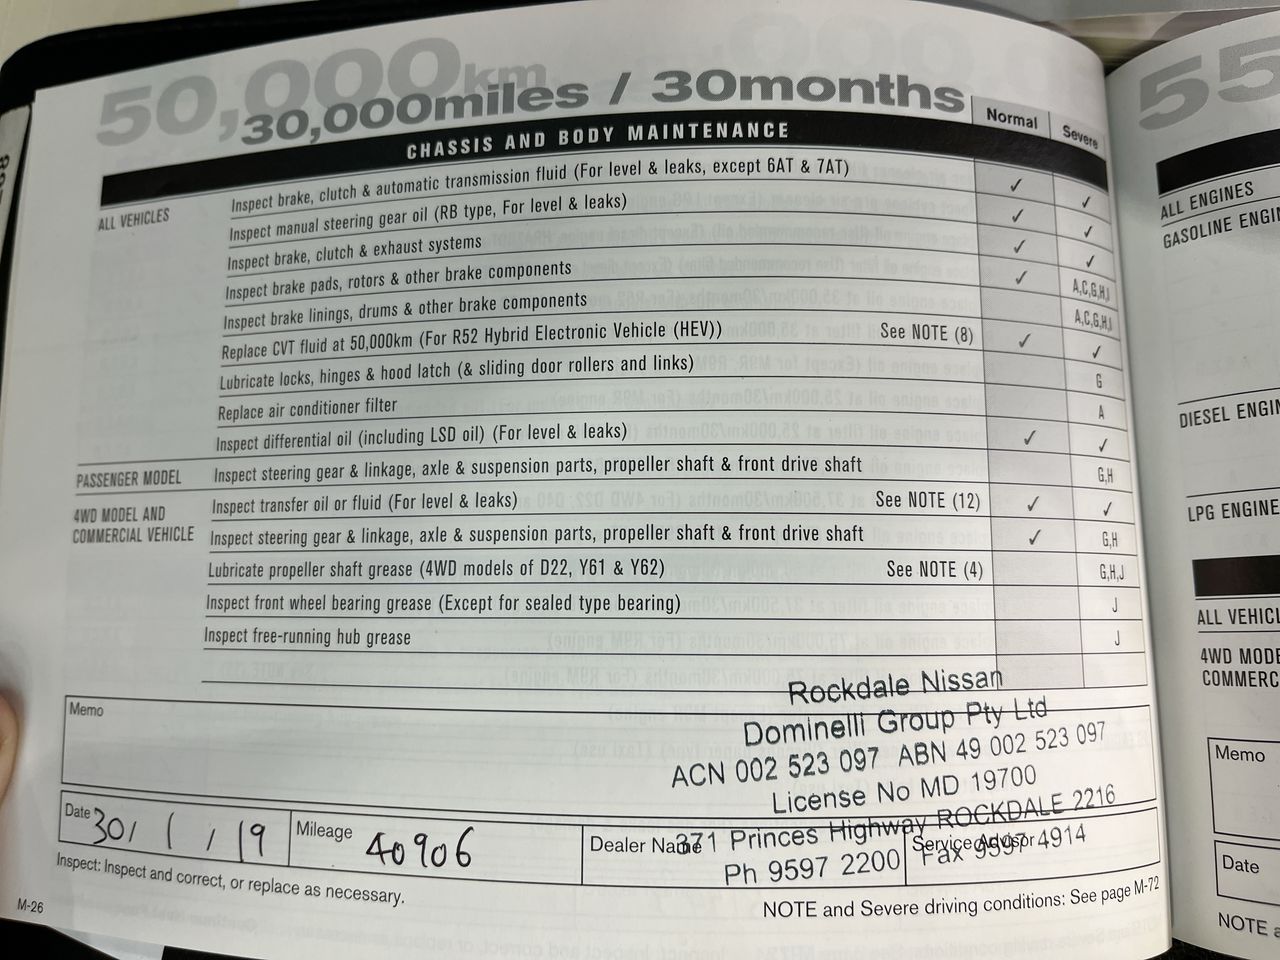 50,000km
30,000miles / 30months
Normal Severe
CHASSIS AND BODY MAINTENANCE
ALL VEHICLES Inspect brake, clutch & automatic transmission fluid (For level & leaks, except 6AT & 7AT) ✓ ✓
Inspect manual steering gear oil (RB type, For level & leaks) ✓ ✓
Inspect brake, clutch & exhaust systems ✓ ✓
Inspect brake pads, rotors & other brake components ✓ A,C,G,H,I
Inspect brake linings, drums & other brake components A,C,G,H,I
Replace CVT fluid at 50,000km (For R52 Hybrid Electronic Vehicle (HEV)) See NOTE (8) ✓ ✓
Lubricate locks, hinges & hood latch (& sliding door rollers and links) G
Replace air conditioner filter A
Inspect differential oil (including LSD oil) (For level & leaks) ✓ ✓
PASSENGER MODEL Inspect steering gear & linkage, axle & suspension parts, propeller shaft & front drive shaft G,H
4WD MODEL AND COMMERCIAL VEHICLE Inspect transfer oil or fluid (For level & leaks) See NOTE (12) ✓ ✓
Inspect steering gear & linkage, axle & suspension parts, propeller shaft & front drive shaft ✓ G,H
Lubricate propeller shaft grease (4WD models of D22, Y61 & Y62) See NOTE (4) G,H,J
Inspect front wheel bearing grease (Except for sealed type bearing) J
Inspect free-running hub grease J
Memo
Rockdale Nissan
Dominelli Group Pty Ltd
ACN 002 523 097 ABN 49 002 523 097
License No MD 19700
371 Princes Highway ROCKDALE 2216
Ph 9597 2200 Fax 9597 4914
Date 30/1/19
Mileage 40906
Dealer Name
Service Advisor
Inspect: Inspect and correct, or replace as necessary.
NOTE and Severe driving conditions: See page M-72
M-26
55
ALL ENGINES
GASOLINE
DIESEL
LPG ENGINE
ALL
4WD
Memo
Date
NOTE